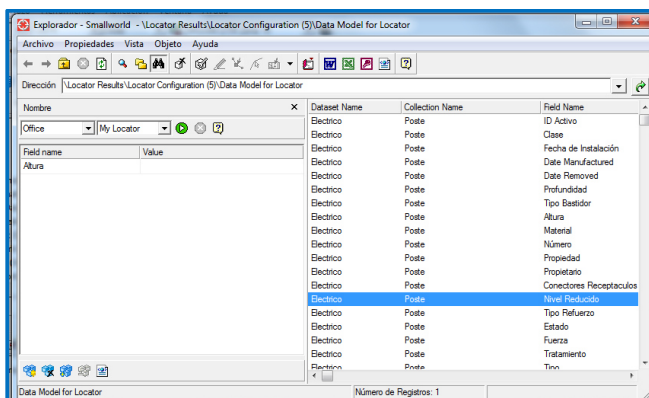 Explorador - Smallworld - \Locator Results\Locator Configuration (5)\Data Model for Locator
Archivo Propiedades Vista Objeto Ayuda
Dirección \Locator Results\Locator Configuration (5)\Data Model for Locator
Nombre
Office My Locator
Field name Value
Altura
Dataset Name Collection Name Field Name
Electrico Poste ID Activo
Electrico Poste Clase
Electrico Poste Fecha de Instalación
Electrico Poste Date Manufactured
Electrico Poste Date Removed
Electrico Poste Profundidad
Electrico Poste Tipo Bastidor
Electrico Poste Altura
Electrico Poste Material
Electrico Poste Número
Electrico Poste Propiedad
Electrico Poste Propietario
Electrico Poste Conectores Receptaculos
Electrico Poste Nivel Reducido
Electrico Poste Tipo Refuerzo
Electrico Poste Estado
Electrico Poste Fuerza
Electrico Poste Tratamiento
Electrico Poste Tipo
Data Model for Locator Número de Registros: 1